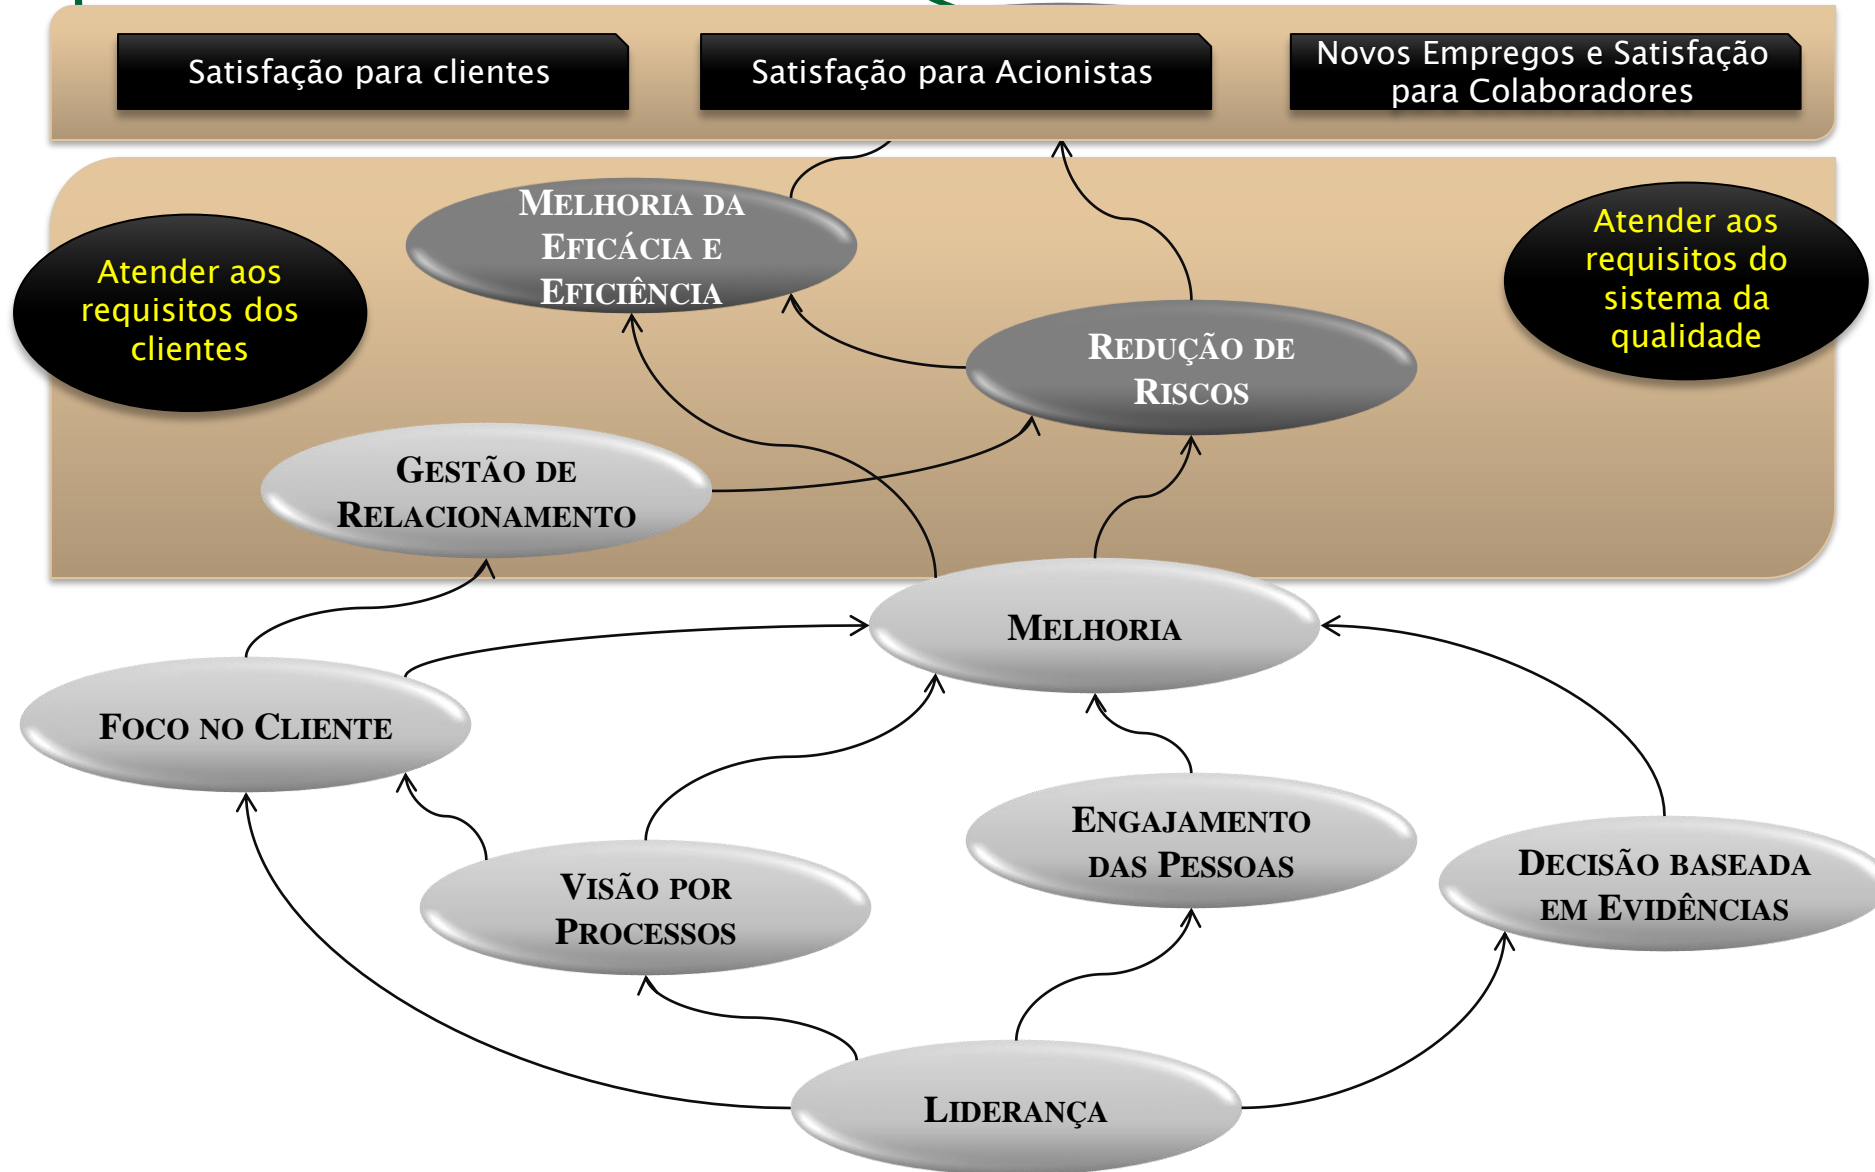 Satisfação para clientes
Satisfação para Acionistas
Novos Empregos e Satisfação
para Colaboradores
Atender aos
requisitos dos
clientes
MELHORIA DA
EFICÁCIA E
EFICIÊNCIA
Atender aos
requisitos do
sistema da
qualidade
REDUÇÃO DE
RISCOS
GESTÃO DE
RELACIONAMENTO
MELHORIA
FOCO NO CLIENTE
ENGAJAMENTO
DAS PESSOAS
VISÃO POR
PROCESSOS
DECISÃO BASEADA
EM EVIDÊNCIAS
LIDERANÇA